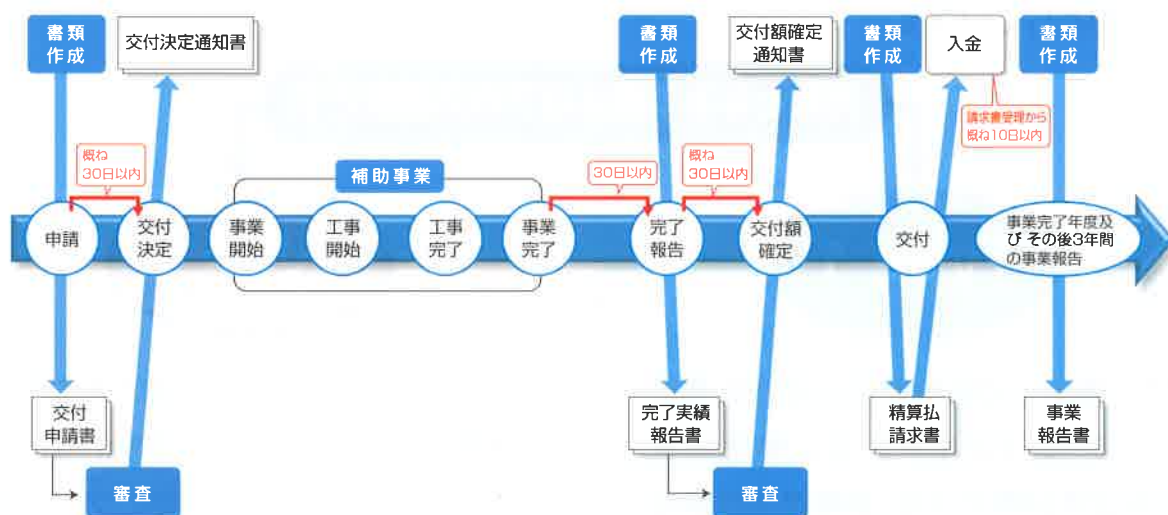 書類
作成
交付決定通知書
書類
作成
交付額確定
通知書
書類
作成
入金
書類
作成
請求書受理から
概ね10日以内
概ね
30日以内
補助事業
30日以内
概ね
30日以内
申請
交付
決定
事業
開始
工事
開始
工事
完了
事業
完了
完了
報告
交付額
確定
交付
事業完了年度及
び その後3年間
の事業報告
交付
申請書
完了実績
報告書
精算払
請求書
事業
報告書
審査
審査